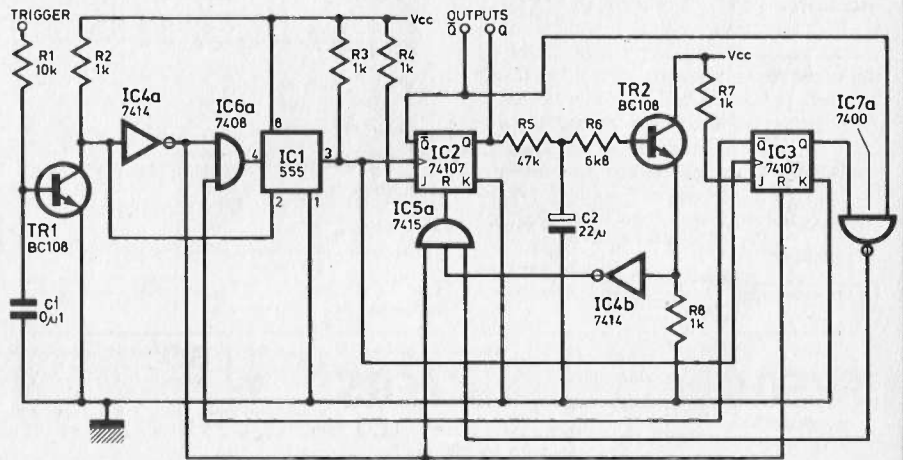 TRIGGER
R1
10k
R2
1k
IC4a
7414
IC6a
7408
TR1
BC108
C1
0µ1
8
4
IC1
555
3
2
1
Vcc
R3
1k
R4
1k
OUTPUTS
Q̅ Q
Q̅ Q
IC2
74107
J R K
IC5a
7415
R5
47k
R6
6k8
C2
22µ
TR2
BC108
IC4b
7414
R8
1k
Vcc
R7
1k
Q̅ Q
IC3
74107
J R K
IC7a
7400